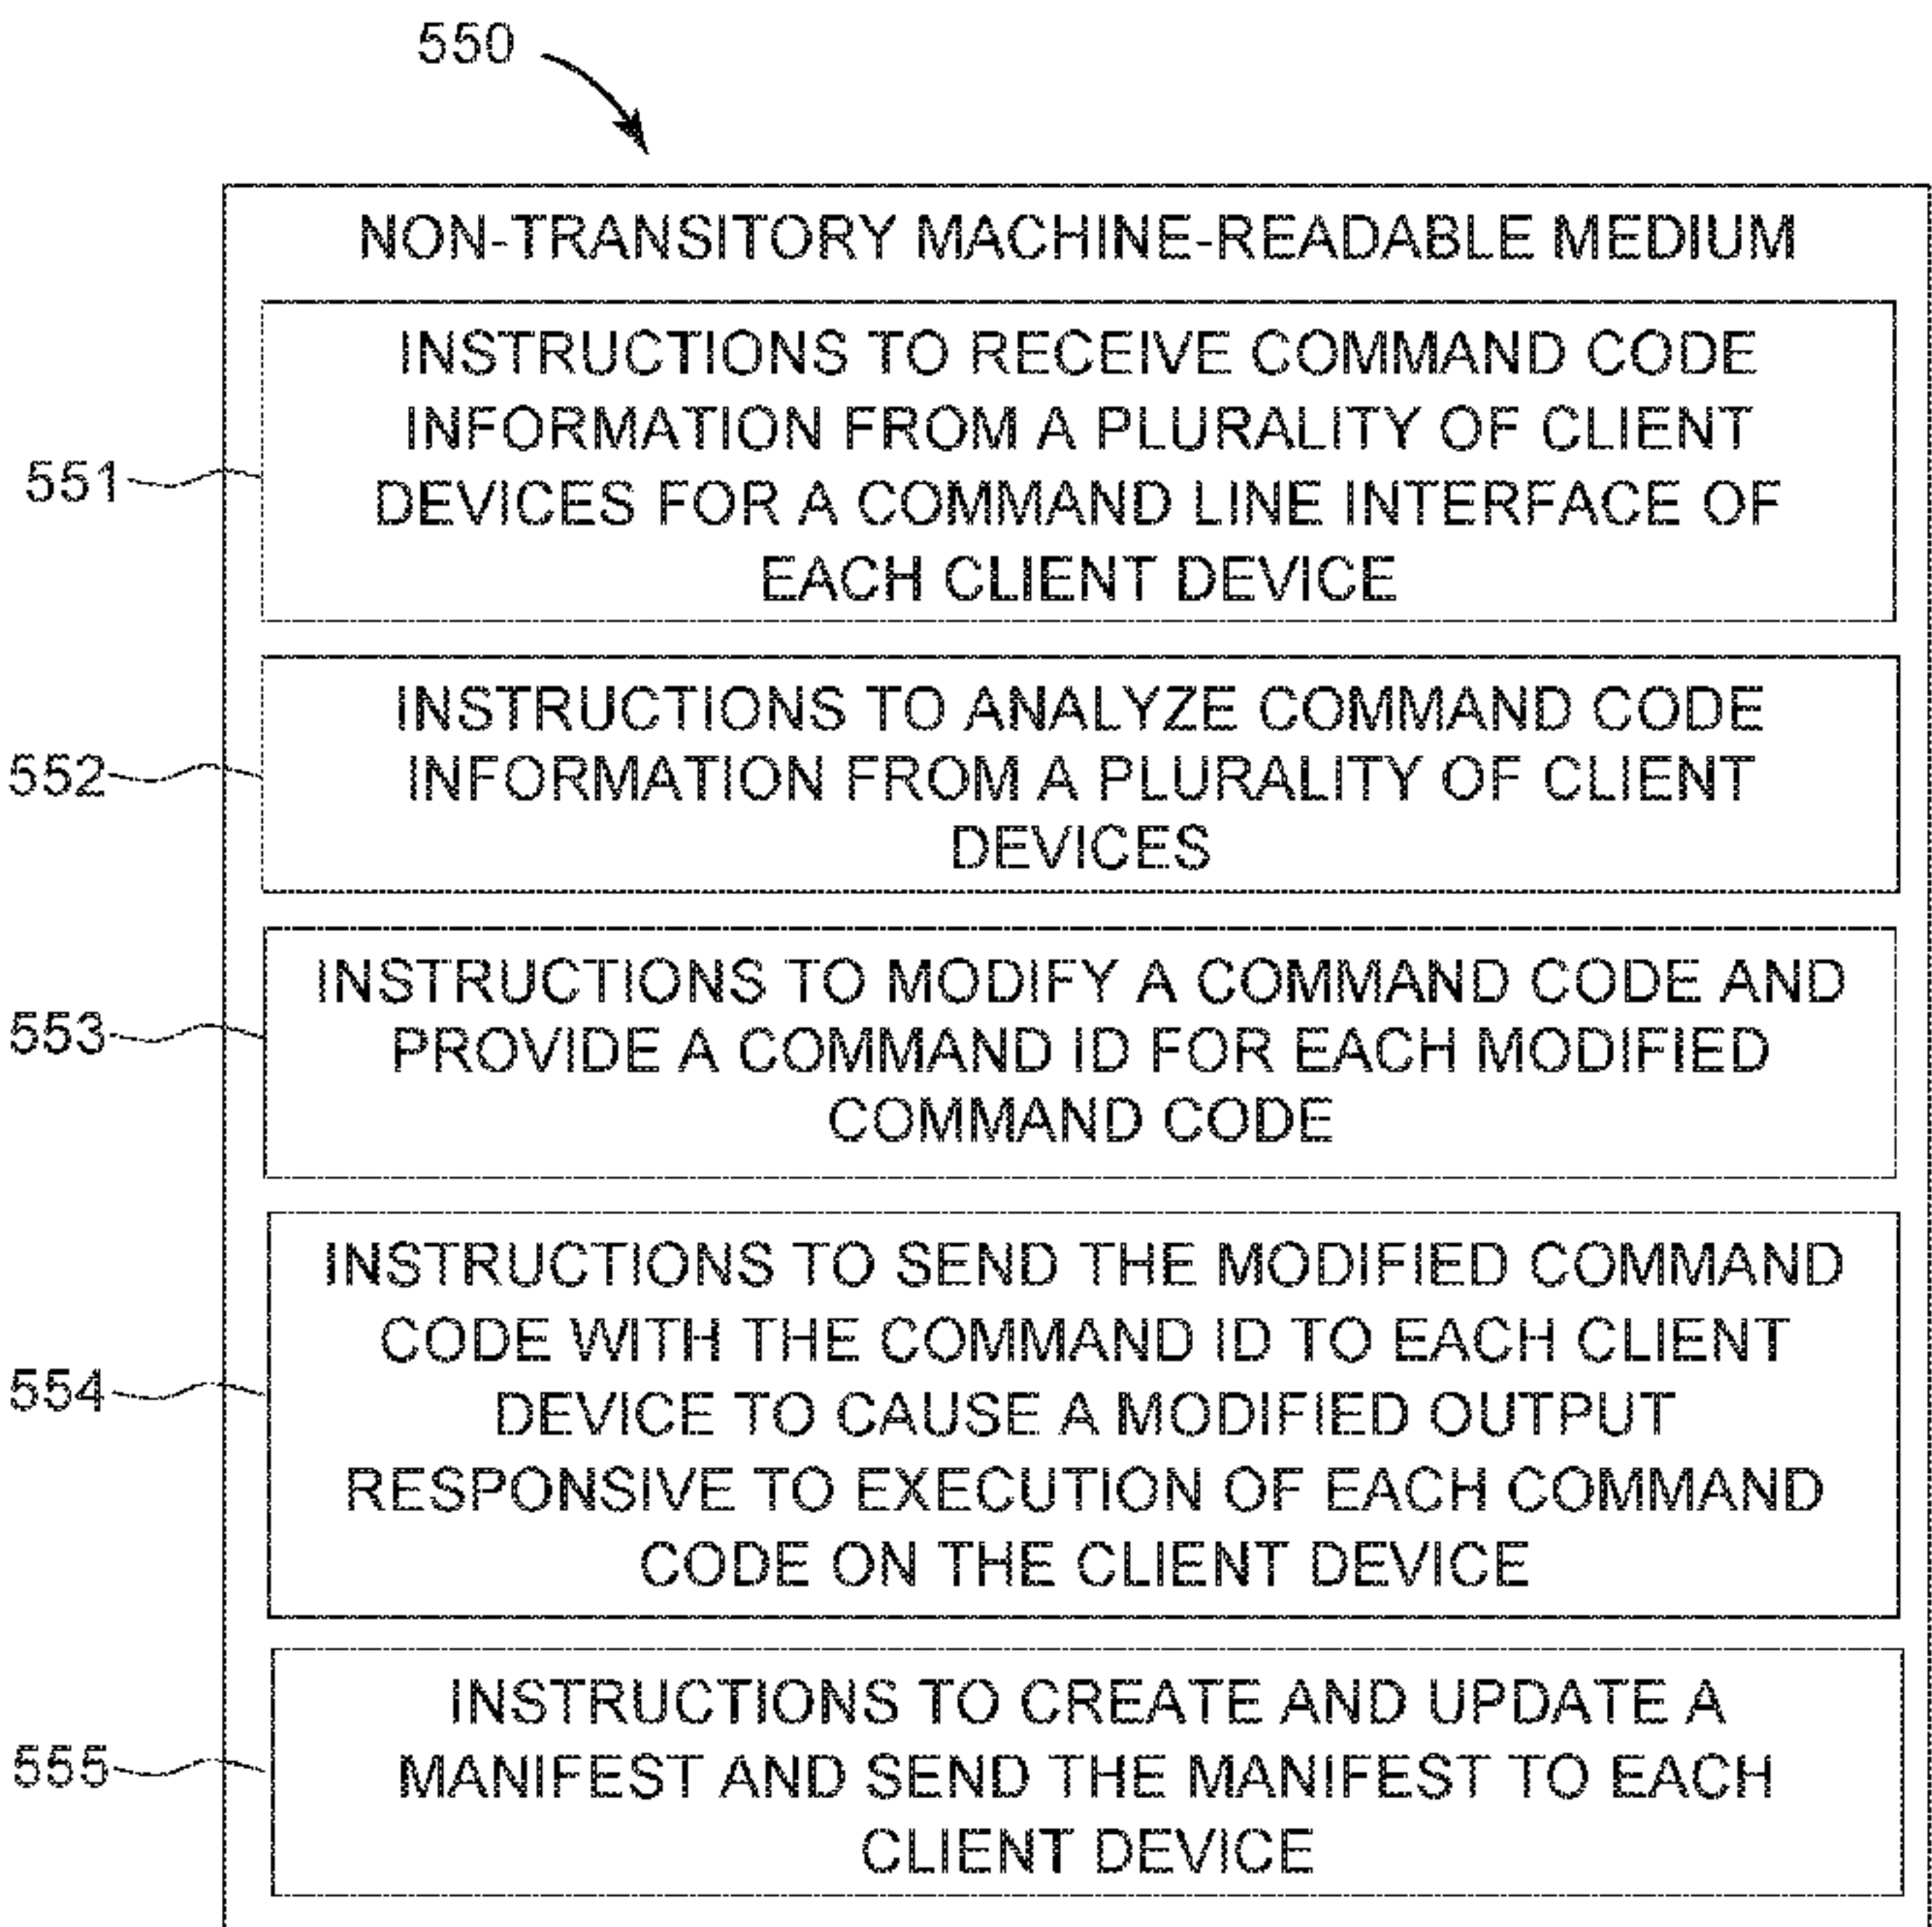 550
NON-TRANSITORY MACHINE-READABLE MEDIUM
INSTRUCTIONS TO RECEIVE COMMAND CODE
INFORMATION FROM A PLURALITY OF CLIENT
DEVICES FOR A COMMAND LINE INTERFACE OF
EACH CLIENT DEVICE
551
INSTRUCTIONS TO ANALYZE COMMAND CODE
INFORMATION FROM A PLURALITY OF CLIENT
DEVICES
552
INSTRUCTIONS TO MODIFY A COMMAND CODE AND
PROVIDE A COMMAND ID FOR EACH MODIFIED
COMMAND CODE
553
INSTRUCTIONS TO SEND THE MODIFIED COMMAND
CODE WITH THE COMMAND ID TO EACH CLIENT
DEVICE TO CAUSE A MODIFIED OUTPUT
RESPONSIVE TO EXECUTION OF EACH COMMAND
CODE ON THE CLIENT DEVICE
554
INSTRUCTIONS TO CREATE AND UPDATE A
MANIFEST AND SEND THE MANIFEST TO EACH
CLIENT DEVICE
555